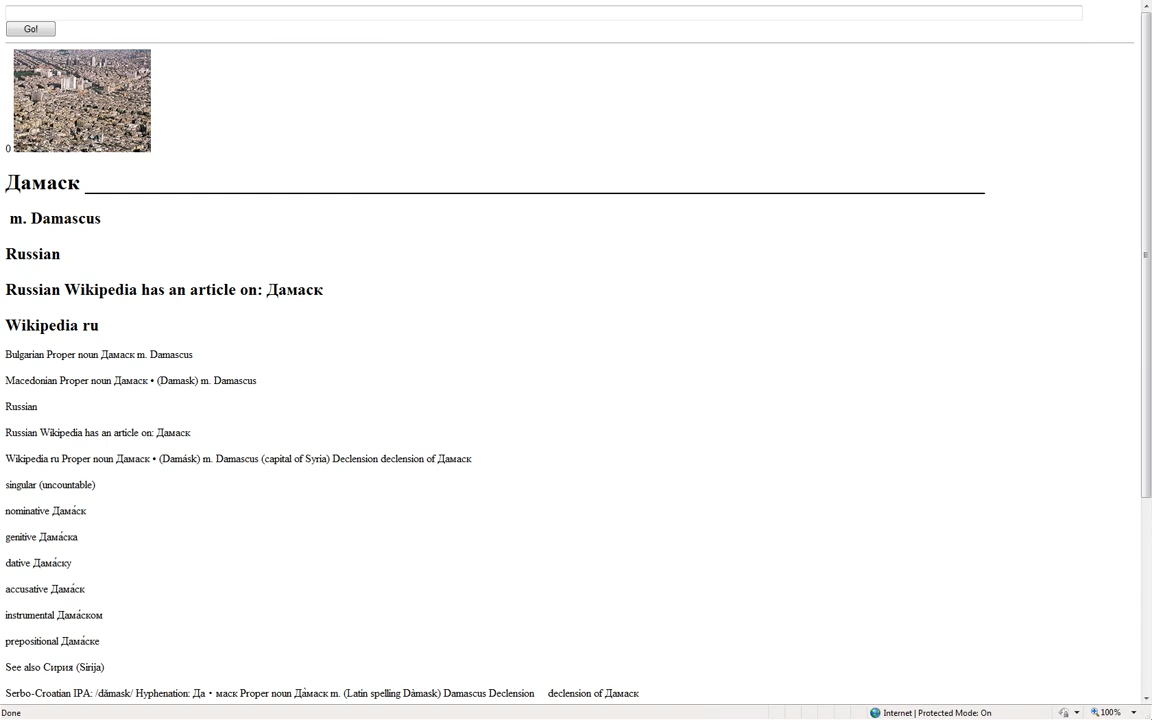 Go!
0
Дамаск
m. Damascus
Russian
Russian Wikipedia has an article on: Дамаск
Wikipedia ru
Bulgarian Proper noun Дамаск m. Damascus
Macedonian Proper noun Дамаск • (Damask) m. Damascus
Russian
Russian Wikipedia has an article on: Дамаск
Wikipedia ru Proper noun Дамаск • (Damásk) m. Damascus (capital of Syria) Declension declension of Дамаск
singular (uncountable)
nominative Дама́ск
genitive Дама́ска
dative Дама́ску
accusative Дама́ск
instrumental Дама́ском
prepositional Дама́ске
See also Сирия (Sirija)
Serbo-Croatian IPA: /dǎmask/ Hyphenation: Да‧маск Proper noun Да̀маск m. (Latin spelling Dàmask) Damascus Declension declension of Дамаск
Done
Internet | Protected Mode: On
100%